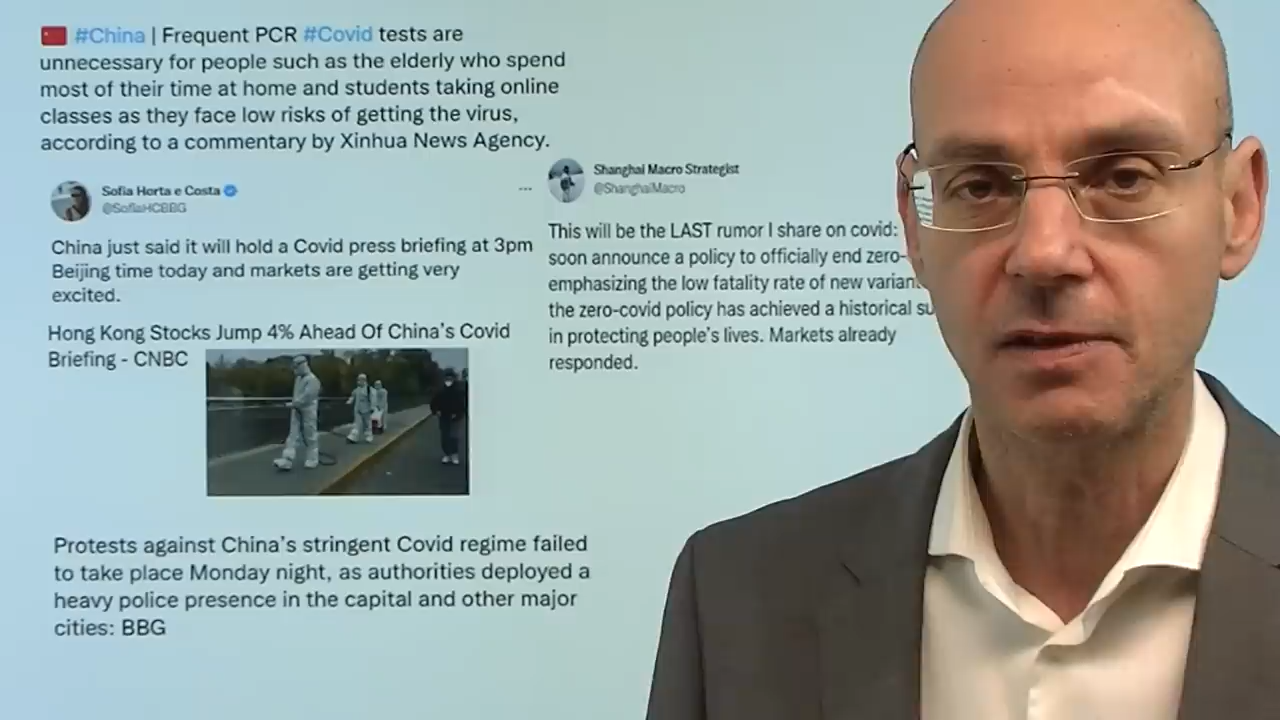 #China | Frequent PCR #Covid tests are
unnecessary for people such as the elderly who spend
most of their time at home and students taking online
classes as they face low risks of getting the virus,
according to a commentary by Xinhua News Agency.
Sofia Horta e Costa
@SofiaHCBBG
China just said it will hold a Covid press briefing at 3pm
Beijing time today and markets are getting very
excited.
Hong Kong Stocks Jump 4% Ahead Of China's Covid
Briefing - CNBC
Shanghai Macro Strategist
@ShanghaiMacro
This will be the LAST rumor I share on covid:
soon announce a policy to officially end zero-
emphasizing the low fatality rate of new
the zero-covid policy has achieved a historical
in protecting people's lives. Markets already
responded.
Protests against China's stringent Covid regime failed
to take place Monday night, as authorities deployed a
heavy police presence in the capital and other major
cities: BBG